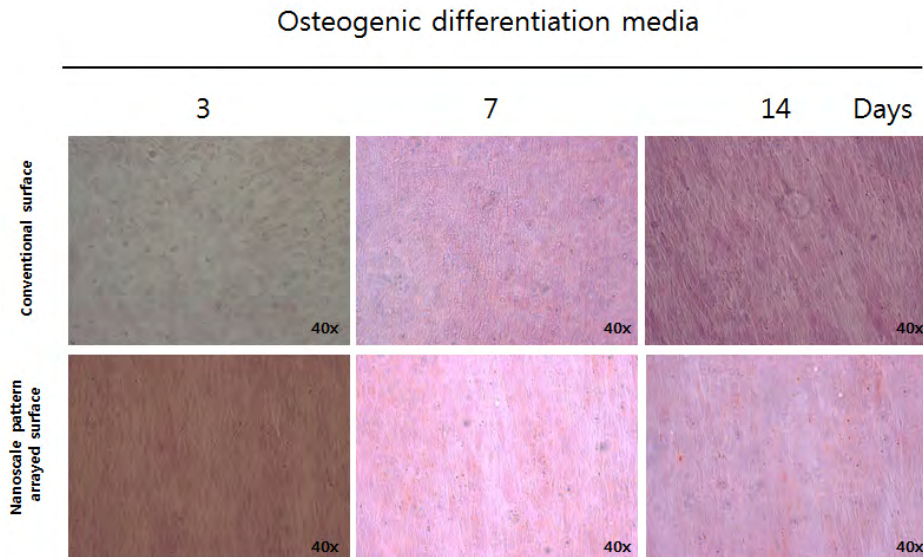 Osteogenic differentiation media
3 7 14 Days
Conventional surface
40x 40x 40x
Nanoscale pattern
arrayed surface
40x 40x 40x